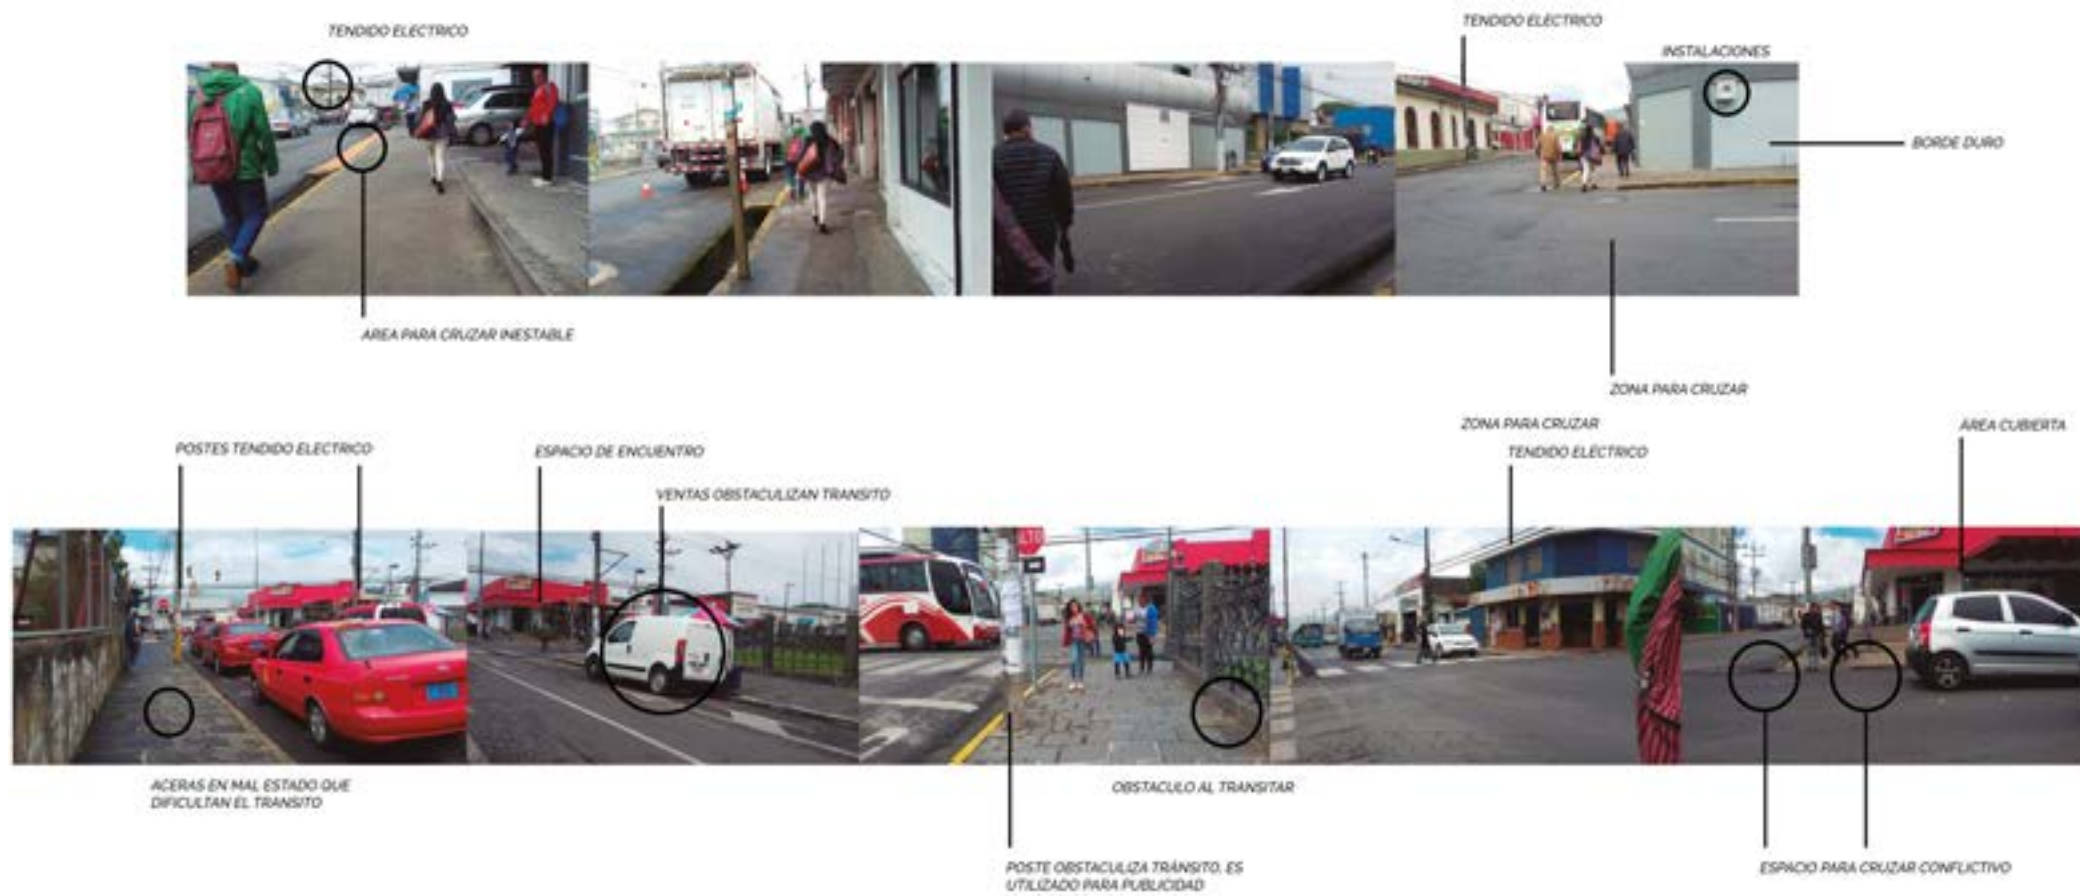 TENDIDO ELECTRICO
TENDIDO ELECTRICO
INSTALACIONES
BORDE DURO
AREA PARA CRUZAR INESTABLE
ZONA PARA CRUZAR
ZONA PARA CRUZAR
TENDIDO ELECTRICO
AREA CUBIERTA
POSTES TENDIDO ELECTRICO
ESPACIO DE ENCUENTRO
VENTAS OBSTACULIZAN TRANSITO
ALTO
ACERAS EN MAL ESTADO QUE
DIFICULTAN EL TRANSITO
OBSTACULO AL TRANSITAR
POSTE OBSTACULIZA TRÁNSITO, ES
UTILIZADO PARA PUBLICIDAD
ESPACIO PARA CRUZAR CONFLICTIVO